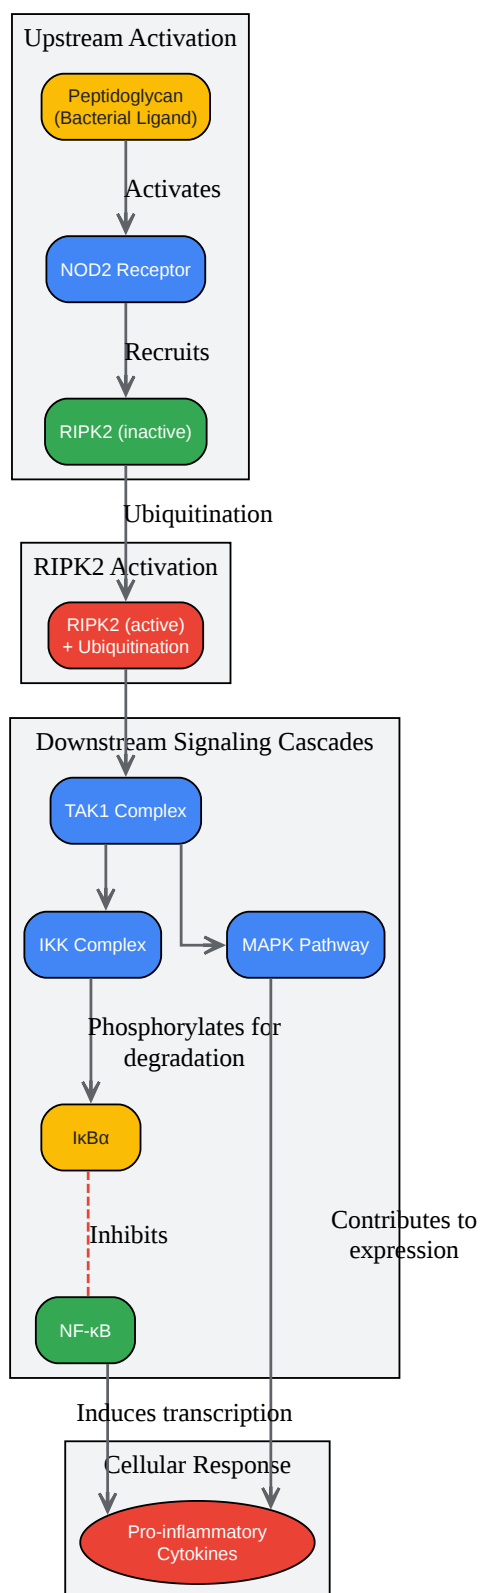 Upstream Activation
Peptidoglycan
(Bacterial Ligand)
Activates
NOD2 Receptor
Recruits
RIPK2 (inactive)
Ubiquitination
RIPK2 Activation
RIPK2 (active)
+ Ubiquitination
Downstream Signaling Cascades
TAK1 Complex
IKK Complex
MAPK Pathway
Phosphorylates for
degradation
IκBα
Inhibits
Contributes to
expression
NF-κB
Induces transcription
Cellular Response
Pro-inflammatory
Cytokines